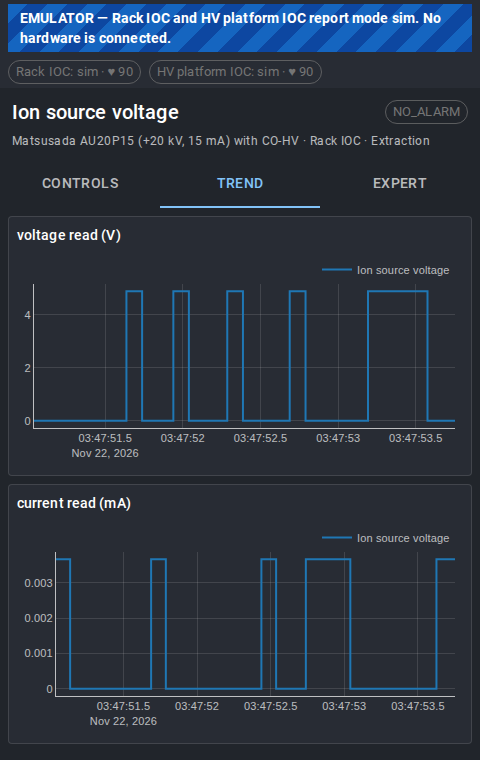 EMULATOR — Rack IOC and HV platform IOC report mode sim. No
hardware is connected.
Rack IOC: sim · ♥ 90
HV platform IOC: sim · ♥ 90
Ion source voltage
NO_ALARM
Matsusada AU20P15 (+20 kV, 15 mA) with CO-HV · Rack IOC · Extraction
CONTROLS
TREND
EXPERT
voltage read (V)
Ion source voltage
4
2
0
03:47:51.5
03:47:52
03:47:52.5
03:47:53
03:47:53.5
Nov 22, 2026
current read (mA)
Ion source voltage
0.003
0.002
0.001
0
03:47:51.5
03:47:52
03:47:52.5
03:47:53
03:47:53.5
Nov 22, 2026